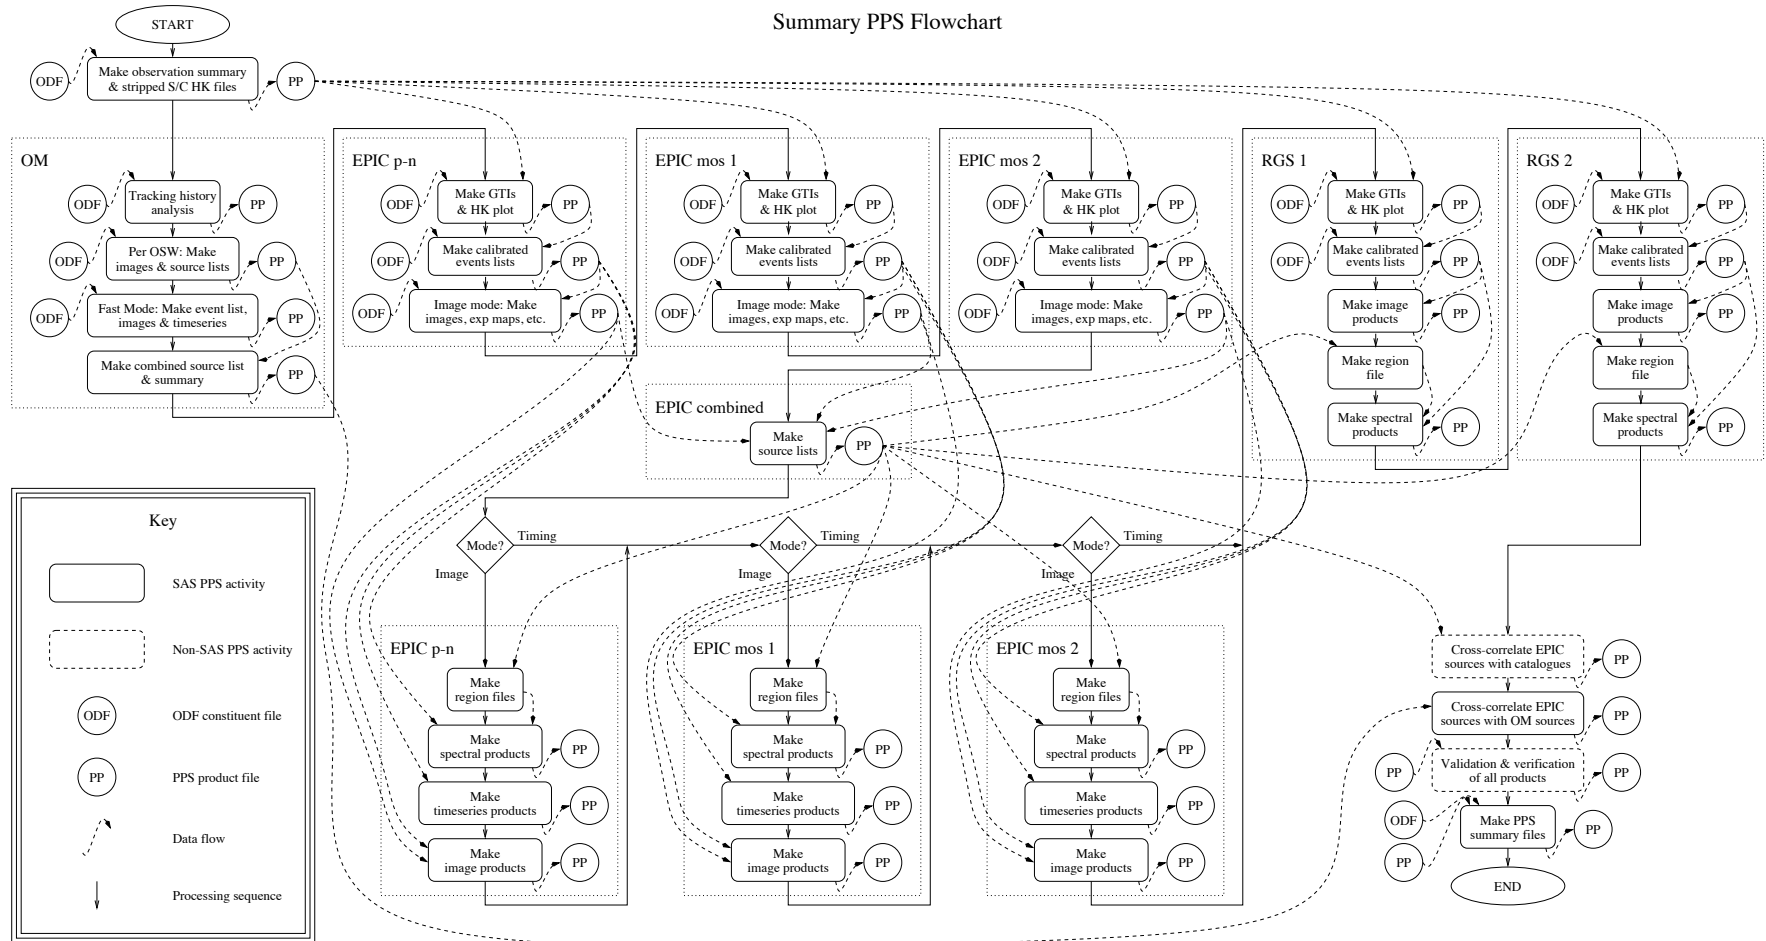 Summary PPS Flowchart
START
ODF
Make observation summary
& stripped S/C HK files
PP
OM
ODF
Tracking history
analysis
PP
ODF
Per OSW: Make
images & source lists
PP
ODF
Fast Mode: Make event list,
images & timeseries
PP
Make combined source list
& summary
PP
EPIC p-n
ODF
Make GTIs
& HK plot
PP
ODF
Make calibrated
events lists
PP
ODF
Image mode: Make
images, exp maps, etc.
PP
EPIC mos 1
ODF
Make GTIs
& HK plot
PP
ODF
Make calibrated
events lists
PP
ODF
Image mode: Make
images, exp maps, etc.
PP
EPIC mos 2
ODF
Make GTIs
& HK plot
PP
ODF
Make calibrated
events lists
PP
ODF
Image mode: Make
images, exp maps, etc.
PP
RGS 1
ODF
Make GTIs
& HK plot
PP
ODF
Make calibrated
events lists
PP
Make image
products
PP
Make region
file
Make spectral
products
PP
RGS 2
ODF
Make GTIs
& HK plot
PP
ODF
Make calibrated
events lists
PP
Make image
products
PP
Make region
file
Make spectral
products
PP
EPIC combined
Make
source lists
PP
Mode?
Timing
Image
Mode?
Timing
Image
Mode?
Timing
Image
EPIC p-n
Make
region files
Make
spectral products
PP
Make
timeseries products
PP
Make
image products
PP
EPIC mos 1
Make
region files
Make
spectral products
PP
Make
timeseries products
PP
Make
image products
PP
EPIC mos 2
Make
region files
Make
spectral products
PP
Make
timeseries products
PP
Make
image products
PP
Cross-correlate EPIC
sources with catalogues
PP
Cross-correlate EPIC
sources with OM sources
PP
PP
Validation & verification
of all products
PP
ODF
PP
Make PPS
summary files
PP
END
Key
SAS PPS activity
Non-SAS PPS activity
ODF
ODF constituent file
PP
PPS product file
Data flow
Processing sequence